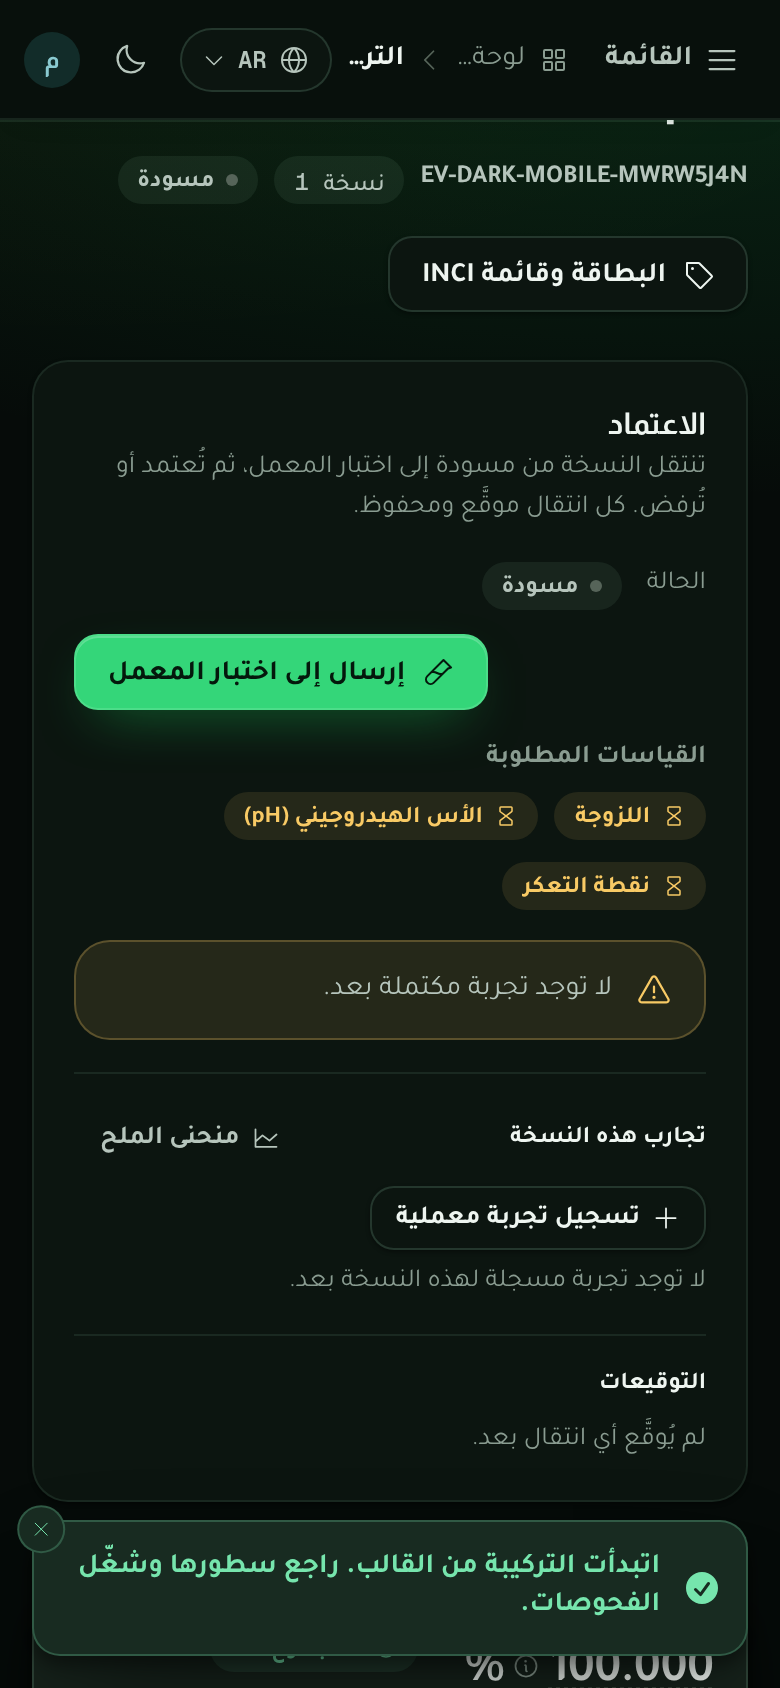 القائمة
لوحة...
التر...
AR
م
EV-DARK-MOBILE-MWRW5J4N
نسخة 1
مسودة
البطاقة وقائمة INCI
الاعتماد
تنتقل النسخة من مسودة إلى اختبار المعمل، ثم تُعتمد أو
تُرفض. كل انتقال موقَّع ومحفوظ.
الحالة
مسودة
إرسال إلى اختبار المعمل
القياسات المطلوبة
اللزوجة
الأس الهيدروجيني (pH)
نقطة التعكر
لا توجد تجربة مكتملة بعد.
تجارب هذه النسخة
منحنى الملح
تسجيل تجربة معملية
لا توجد تجربة مسجلة لهذه النسخة بعد.
التوقيعات
لم يُوقَّع أي انتقال بعد.
اتبدأت التركيبة من القالب. راجع سطورها وشغّل
الفحوصات.
100.000 %